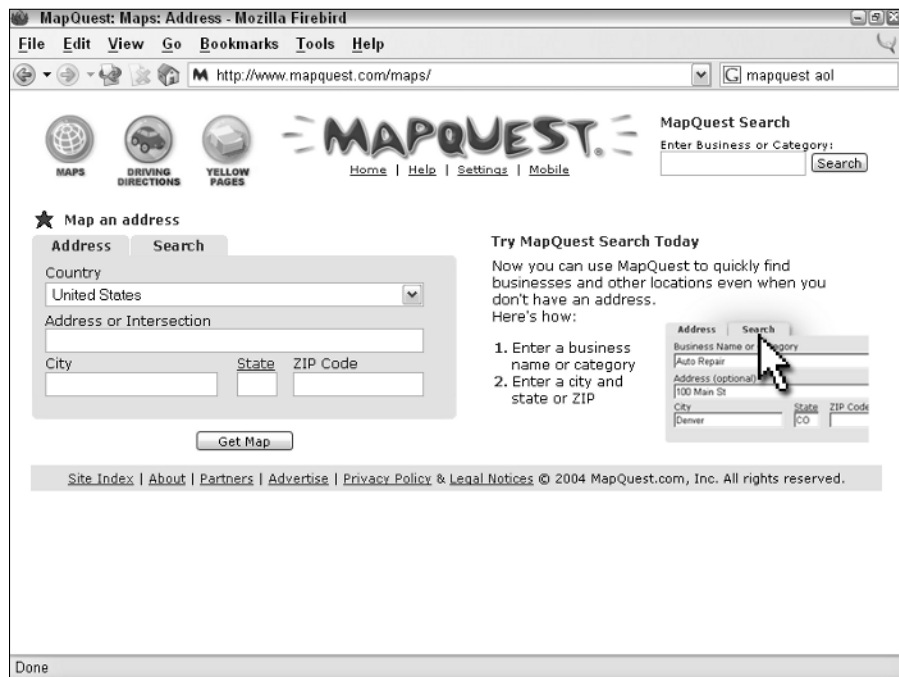 MapQuest: Maps: Address - Mozilla Firebird
File Edit View Go Bookmarks Tools Help
http://www.mapquest.com/maps/
G mapquest aol
MAPS
DRIVING
DIRECTIONS
YELLOW
PAGES
MAPQUEST.
Home | Help | Settings | Mobile
MapQuest Search
Enter Business or Category:
Search
Map an address
Address Search
Country
United States
Address or Intersection
City State ZIP Code
Get Map
Try MapQuest Search Today
Now you can use MapQuest to quickly find
businesses and other locations even when you
don't have an address.
Here's how:
1. Enter a business
name or category
2. Enter a city and
state or ZIP
Address Search
Business Name or Category
Auto Repair
Address (optional)
100 Main St
City State ZIP Code
Denver CO
Site Index | About | Partners | Advertise | Privacy Policy & Legal Notices © 2004 MapQuest.com, Inc. All rights reserved.
Done